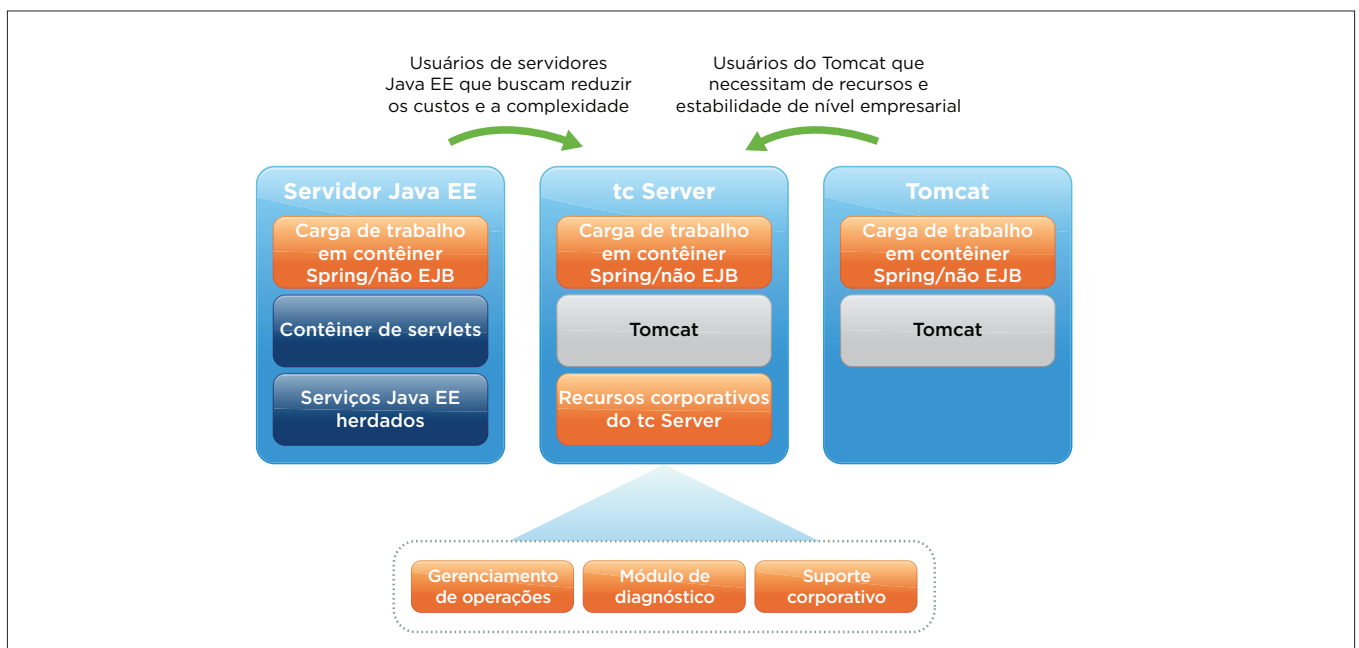 Usuários de servidores
Java EE que buscam reduzir
os custos e a complexidade
Usuários do Tomcat que
necessitam de recursos e
estabilidade de nível empresarial
Servidor Java EE
Carga de trabalho
em contêiner
Spring/não EJB
Contêiner de servlets
Serviços Java EE
herdados
tc Server
Carga de trabalho
em contêiner
Spring/não EJB
Tomcat
Recursos corporativos
do tc Server
Tomcat
Carga de trabalho
em contêiner
Spring/não EJB
Tomcat
Gerenciamento
de operações
Módulo de
diagnóstico
Suporte
corporativo